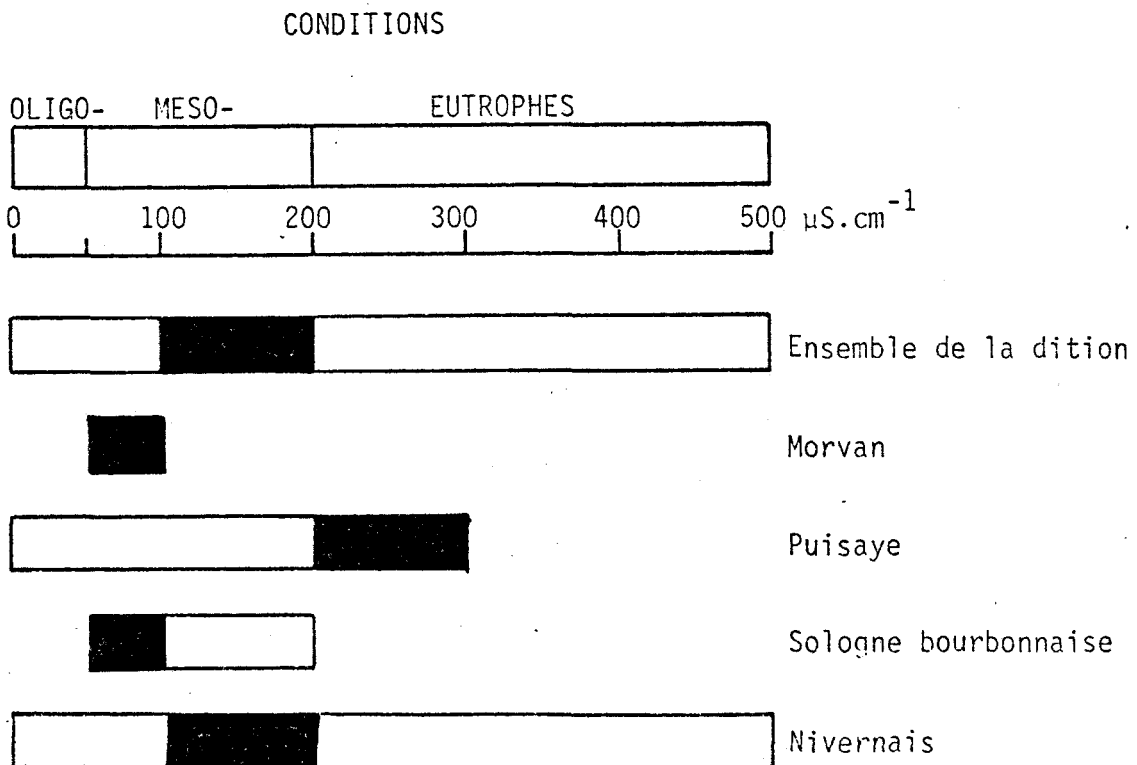 CONDITIONS
OLIGO- MESO- EUTROPHES
0 100 200 300 400 500 µS.cm-1
Ensemble de la dition
Morvan
Puisaye
Sologne bourbonnaise
Nivernais